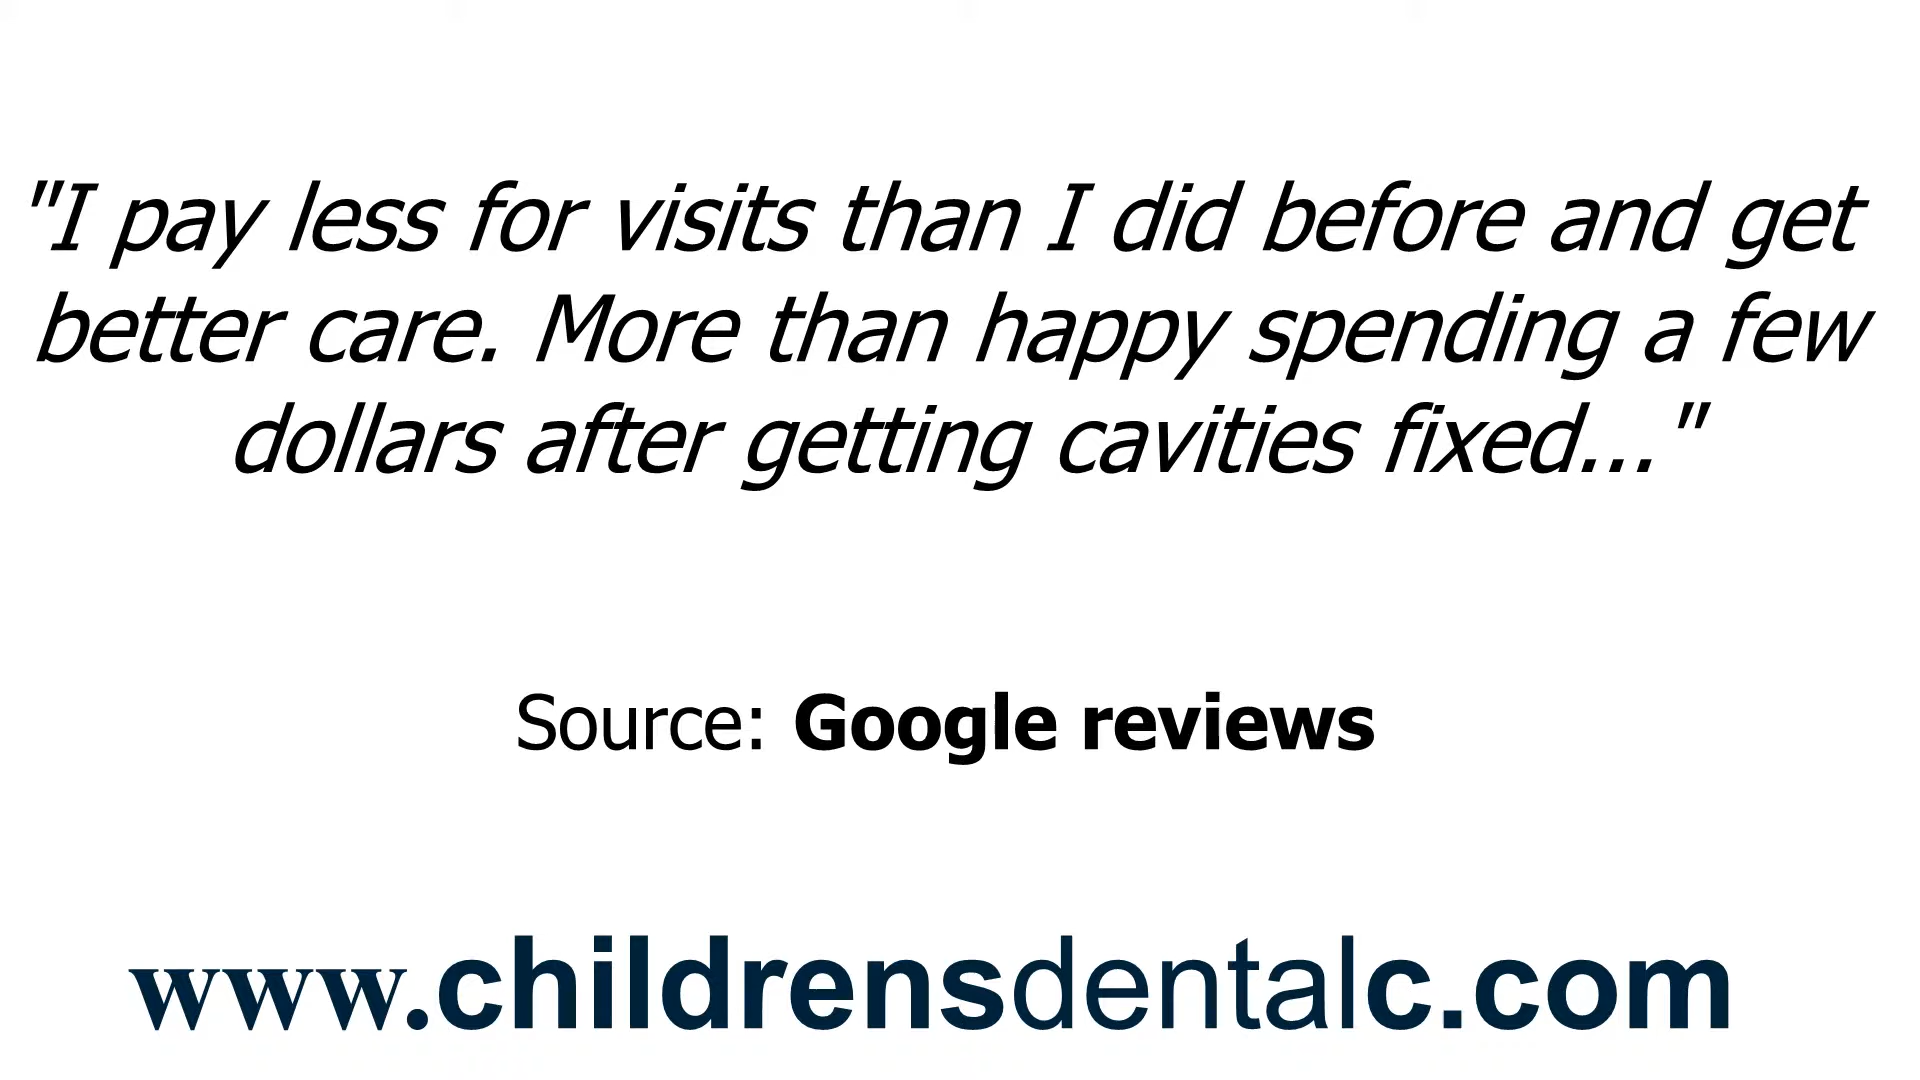 "I pay less for visits than I did before and get
better care. More than happy spending a few
dollars after getting cavities fixed..."
Source: Google reviews
www.childrensdentalc.com